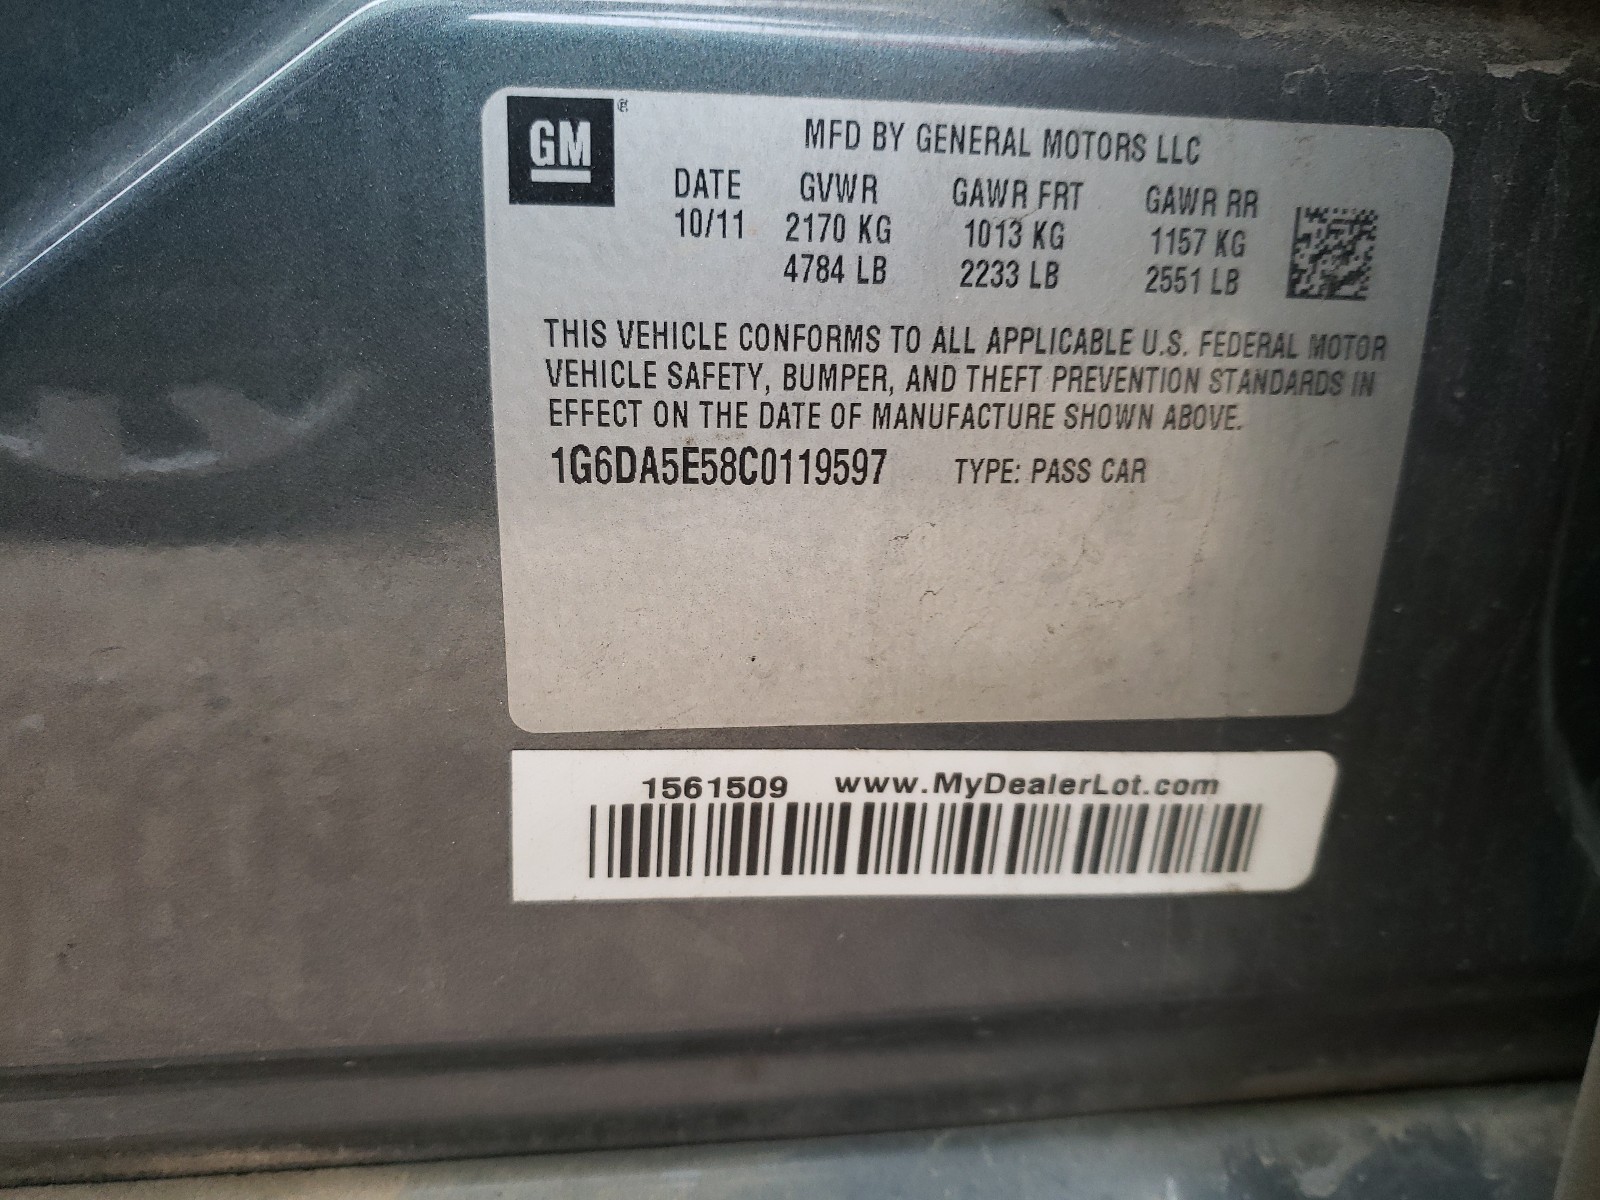 GM ®
MFD BY GENERAL MOTORS LLC
DATE GVWR GAWR FRT GAWR RR
10/11 2170 KG 1013 KG 1157 KG
4784 LB 2233 LB 2551 LB
THIS VEHICLE CONFORMS TO ALL APPLICABLE U.S. FEDERAL MOTOR
VEHICLE SAFETY, BUMPER, AND THEFT PREVENTION STANDARDS IN
EFFECT ON THE DATE OF MANUFACTURE SHOWN ABOVE.
1G6DA5E58C0119597 TYPE: PASS CAR
1561509 www.MyDealerLot.com